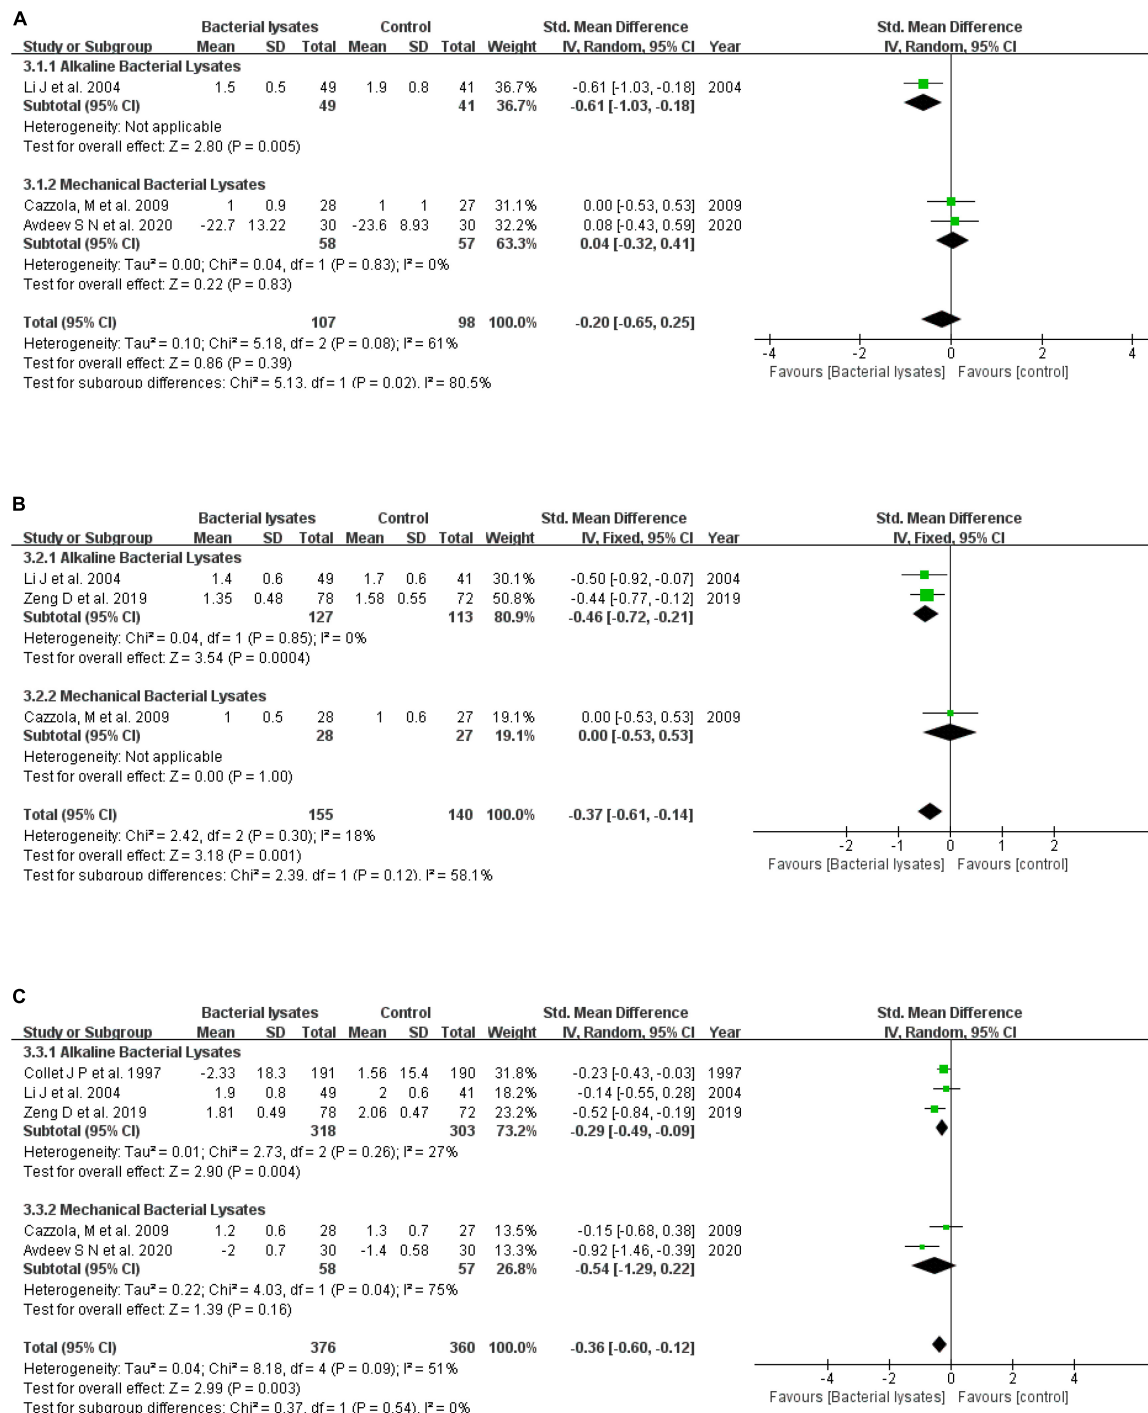 A
Bacterial lysates Control Std. Mean Difference Std. Mean Difference
Study or Subgroup Mean SD Total Mean SD Total Weight IV, Random, 95% CI Year IV, Random, 95% CI
3.1.1 Alkaline Bacterial Lysates
Li J et al. 2004 1.5 0.5 49 1.9 0.8 41 36.7% -0.61 [-1.03, -0.18] 2004
Subtotal (95% CI) 49 41 36.7% -0.61 [-1.03, -0.18]
Heterogeneity: Not applicable
Test for overall effect: Z = 2.80 (P = 0.005)
3.1.2 Mechanical Bacterial Lysates
Cazzola, M et al. 2009 1 0.9 28 1 1 27 31.1% 0.00 [-0.53, 0.53] 2009
Avdeev S N et al. 2020 -22.7 13.22 30 -23.6 8.93 30 32.2% 0.08 [-0.43, 0.59] 2020
Subtotal (95% CI) 58 57 63.3% 0.04 [-0.32, 0.41]
Heterogeneity: Tau² = 0.00; Chi² = 0.04, df = 1 (P = 0.83); I² = 0%
Test for overall effect: Z = 0.22 (P = 0.83)
Total (95% CI) 107 98 100.0% -0.20 [-0.65, 0.25]
Heterogeneity: Tau² = 0.10; Chi² = 5.18, df = 2 (P = 0.08); I² = 61%
Test for overall effect: Z = 0.86 (P = 0.39)
Test for subgroup differences: Chi² = 5.13, df = 1 (P = 0.02), I² = 80.5%
-4 -2 0 2 4
Favours [Bacterial lysates] Favours [control]
B
Bacterial lysates Control Std. Mean Difference Std. Mean Difference
Study or Subgroup Mean SD Total Mean SD Total Weight IV, Fixed, 95% CI Year IV, Fixed, 95% CI
3.2.1 Alkaline Bacterial Lysates
Li J et al. 2004 1.4 0.6 49 1.7 0.6 41 30.1% -0.50 [-0.92, -0.07] 2004
Zeng D et al. 2019 1.35 0.48 78 1.58 0.55 72 50.8% -0.44 [-0.77, -0.12] 2019
Subtotal (95% CI) 127 113 80.9% -0.46 [-0.72, -0.21]
Heterogeneity: Chi² = 0.04, df = 1 (P = 0.85); I² = 0%
Test for overall effect: Z = 3.54 (P = 0.0004)
3.2.2 Mechanical Bacterial Lysates
Cazzola, M et al. 2009 1 0.5 28 1 0.6 27 19.1% 0.00 [-0.53, 0.53] 2009
Subtotal (95% CI) 28 27 19.1% 0.00 [-0.53, 0.53]
Heterogeneity: Not applicable
Test for overall effect: Z = 0.00 (P = 1.00)
Total (95% CI) 155 140 100.0% -0.37 [-0.61, -0.14]
Heterogeneity: Chi² = 2.42, df = 2 (P = 0.30); I² = 18%
Test for overall effect: Z = 3.18 (P = 0.001)
Test for subgroup differences: Chi² = 2.39, df = 1 (P = 0.12), I² = 58.1%
-2 -1 0 1 2
Favours [Bacterial lysates] Favours [control]
C
Bacterial lysates Control Std. Mean Difference Std. Mean Difference
Study or Subgroup Mean SD Total Mean SD Total Weight IV, Random, 95% CI Year IV, Random, 95% CI
3.3.1 Alkaline Bacterial Lysates
Collet J P et al. 1997 -2.33 18.3 191 1.56 15.4 190 31.8% -0.23 [-0.43, -0.03] 1997
Li J et al. 2004 1.9 0.8 49 2 0.6 41 18.2% -0.14 [-0.55, 0.28] 2004
Zeng D et al. 2019 1.81 0.49 78 2.06 0.47 72 23.2% -0.52 [-0.84, -0.19] 2019
Subtotal (95% CI) 318 303 73.2% -0.29 [-0.49, -0.09]
Heterogeneity: Tau² = 0.01; Chi² = 2.73, df = 2 (P = 0.26); I² = 27%
Test for overall effect: Z = 2.90 (P = 0.004)
3.3.2 Mechanical Bacterial Lysates
Cazzola, M et al. 2009 1.2 0.6 28 1.3 0.7 27 13.5% -0.15 [-0.68, 0.38] 2009
Avdeev S N et al. 2020 -2 0.7 30 -1.4 0.58 30 13.3% -0.92 [-1.46, -0.39] 2020
Subtotal (95% CI) 58 57 26.8% -0.54 [-1.29, 0.22]
Heterogeneity: Tau² = 0.22; Chi² = 4.03, df = 1 (P = 0.04); I² = 75%
Test for overall effect: Z = 1.39 (P = 0.16)
Total (95% CI) 376 360 100.0% -0.36 [-0.60, -0.12]
Heterogeneity: Tau² = 0.04; Chi² = 8.18, df = 4 (P = 0.09); I² = 51%
Test for overall effect: Z = 2.99 (P = 0.003)
Test for subgroup differences: Chi² = 0.37, df = 1 (P = 0.54), I² = 0%
-4 -2 0 2 4
Favours [Bacterial lysates] Favours [control]